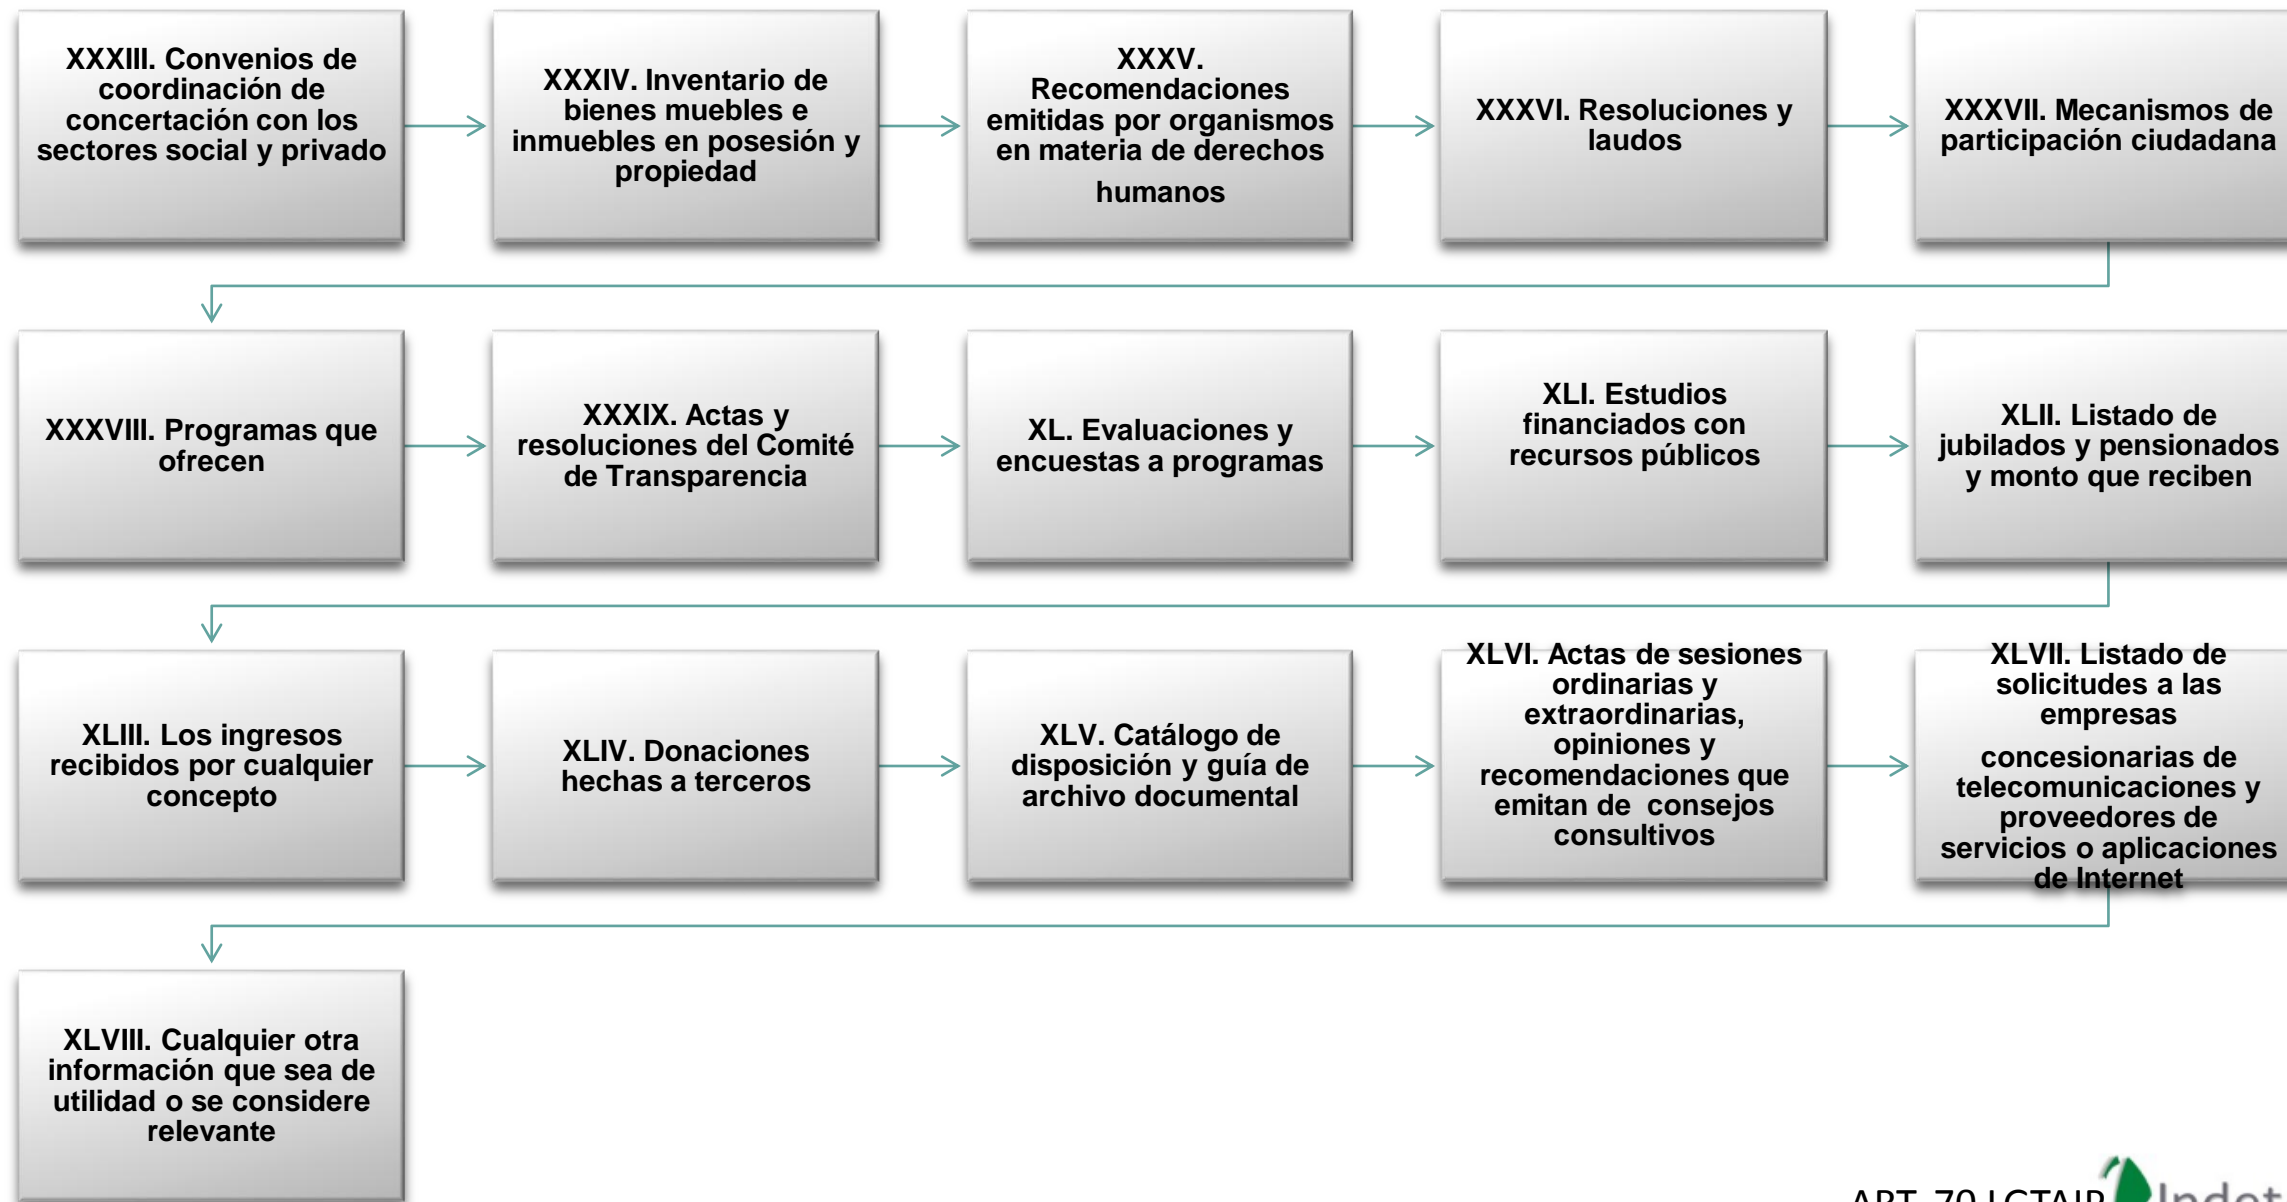 XXXIII. Convenios de
coordinación de
concertación con los
sectores social y privado
XXXIV. Inventario de
bienes muebles e
inmuebles en posesión y
propiedad
XXXV.
Recomendaciones
emitidas por organismos
en materia de derechos
humanos
XXXVI. Resoluciones y
laudos
XXXVII. Mecanismos de
participación ciudadana
XXXVIII. Programas que
ofrecen
XXXIX. Actas y
resoluciones del Comité
de Transparencia
XL. Evaluaciones y
encuestas a programas
XLI. Estudios
financiados con
recursos públicos
XLII. Listado de
jubilados y pensionados
y monto que reciben
XLIII. Los ingresos
recibidos por cualquier
concepto
XLIV. Donaciones
hechas a terceros
XLV. Catálogo de
disposición y guía de
archivo documental
XLVI. Actas de sesiones
ordinarias y
extraordinarias,
opiniones y
recomendaciones que
emitan de consejos
consultivos
XLVII. Listado de
solicitudes a las
empresas
concesionarias de
telecomunicaciones y
proveedores de
servicios o aplicaciones
de Internet
XLVIII. Cualquier otra
información que sea de
utilidad o se considere
relevante
ART. 70 LGTAIP